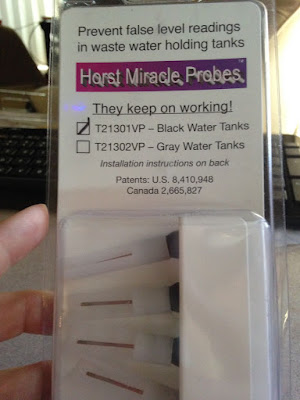 Prevent false level readings
in waste water holding tanks
Horst Miracle Probes™
They keep on working!
T21301VP – Black Water Tanks
T21302VP – Gray Water Tanks
Installation instructions on back
Patents: U.S. 8,410,948
Canada 2,665,827